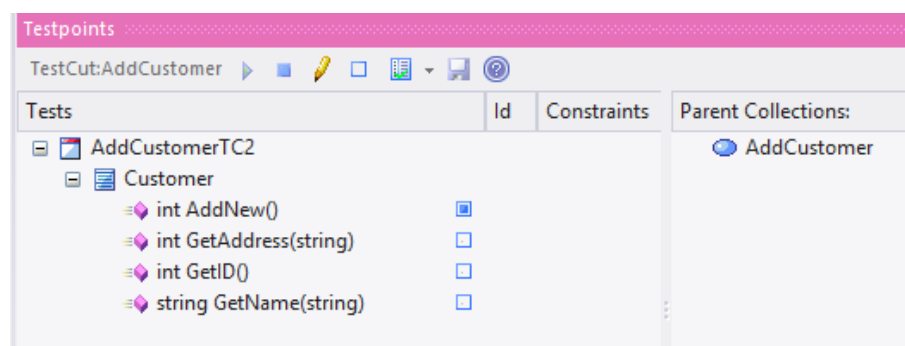 Testpoints
TestCut:AddCustomer
Tests Id Constraints Parent Collections:
AddCustomerTC2 AddCustomer
Customer
int AddNew()
int GetAddress(string)
int GetID()
string GetName(string)